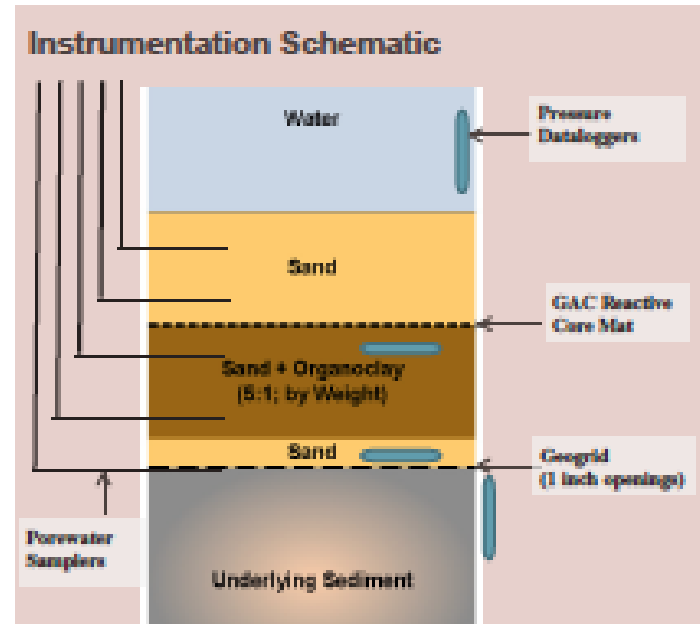 Instrumentation Schematic
Water
Pressure
Dataloggers
Sand
GAC Reactive
Core Mat
Sand + Organoclay
(5:1; by Weight)
Sand
Geogrid
(1 inch openings)
Porewater
Samplers
Underlying Sediment